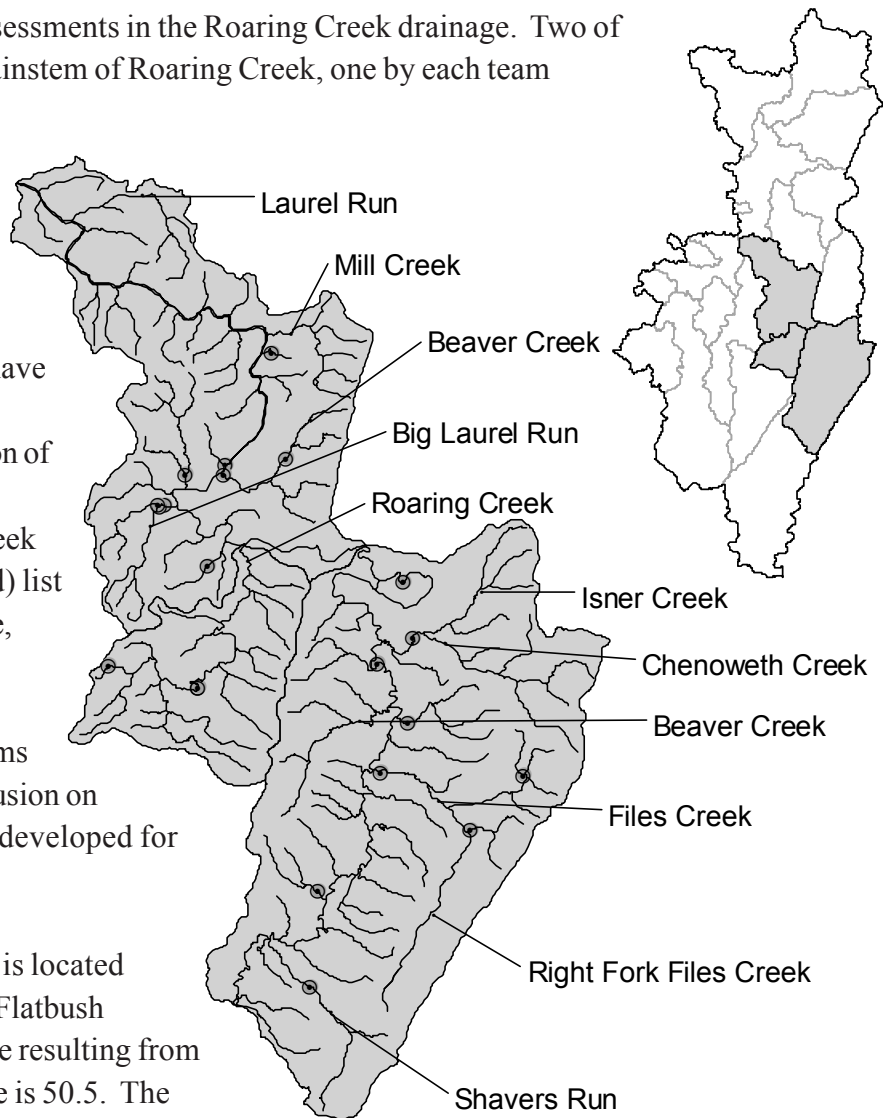 sessments in the Roaring Creek drainage. Two of
ainstem of Roaring Creek, one by each team
ave
on of
eek
d) list
e,
ms
usion on
developed for
is located
Flatbush
e resulting from
e is 50.5. The
Laurel Run
Mill Creek
Beaver Creek
Big Laurel Run
Roaring Creek
Isner Creek
Chenoweth Creek
Beaver Creek
Files Creek
Right Fork Files Creek
Shavers Run